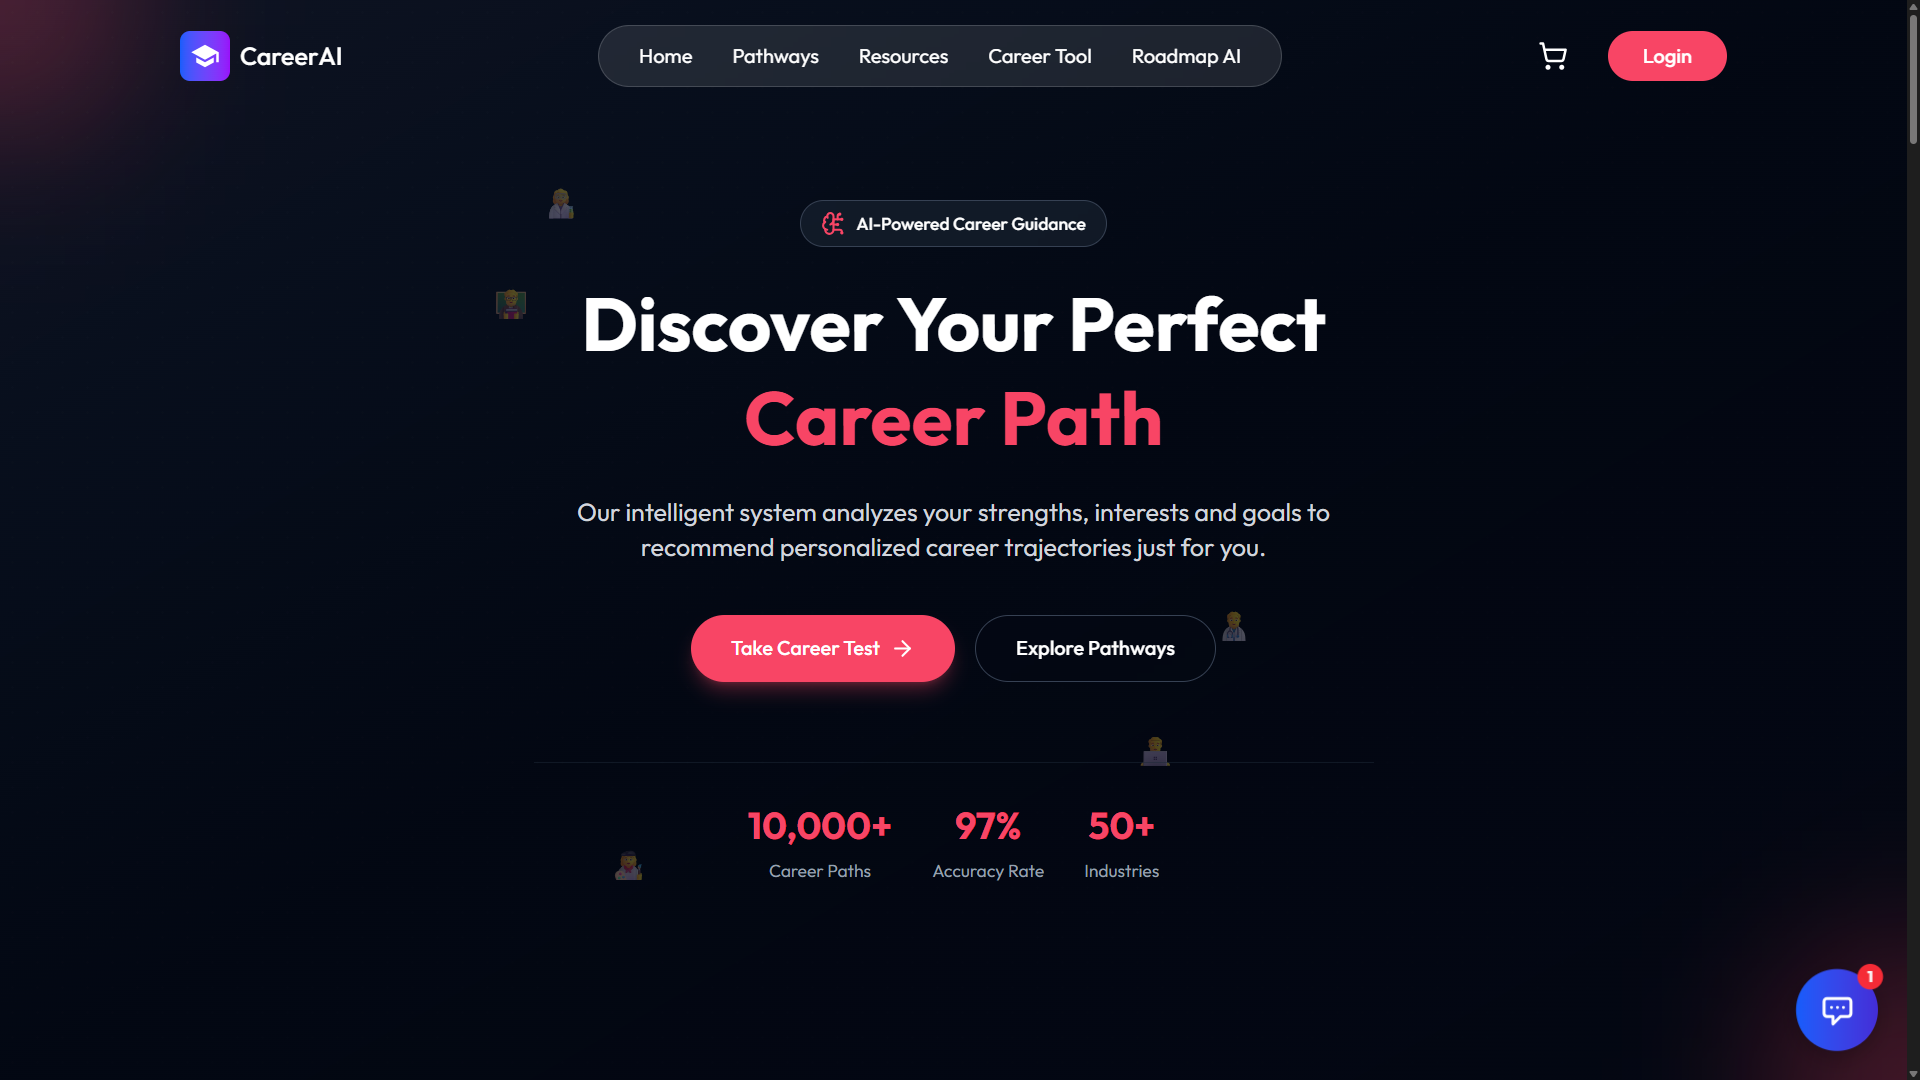 CareerAI
Home
Pathways
Resources
Career Tool
Roadmap AI
Login
AI-Powered Career Guidance
Discover Your Perfect
Career Path
Our intelligent system analyzes your strengths, interests and goals to
recommend personalized career trajectories just for you.
Take Career Test
Explore Pathways
10,000+
Career Paths
97%
Accuracy Rate
50+
Industries
1